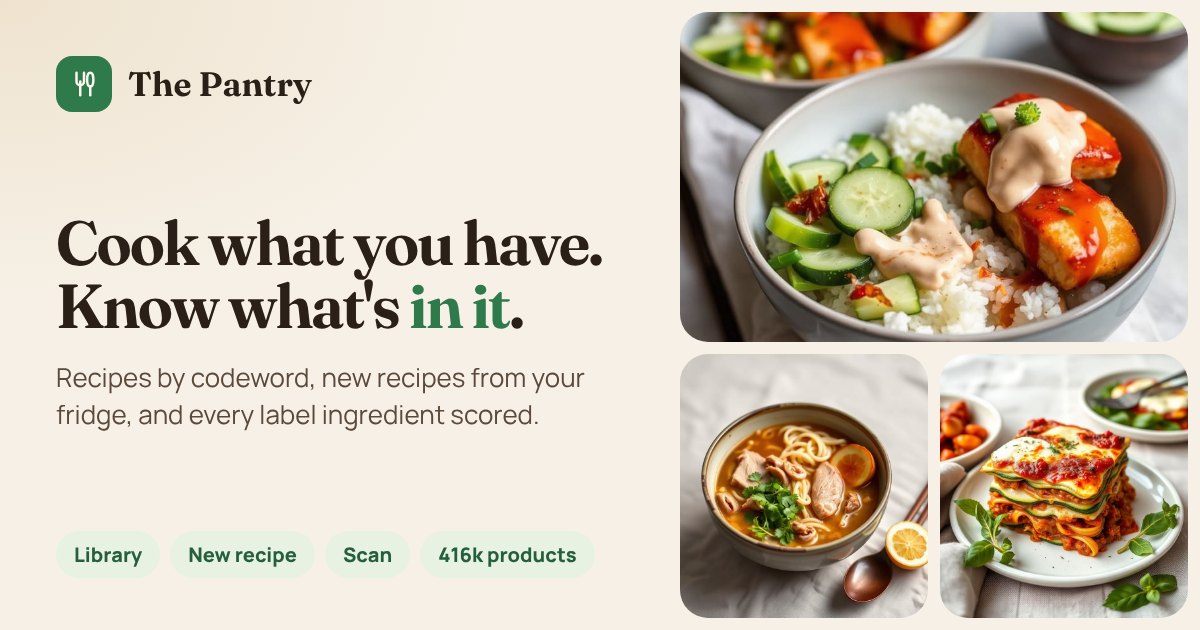 The Pantry
Cook what you have.
Know what's in it.
Recipes by codeword, new recipes from your
fridge, and every label ingredient scored.
Library
New recipe
Scan
416k products